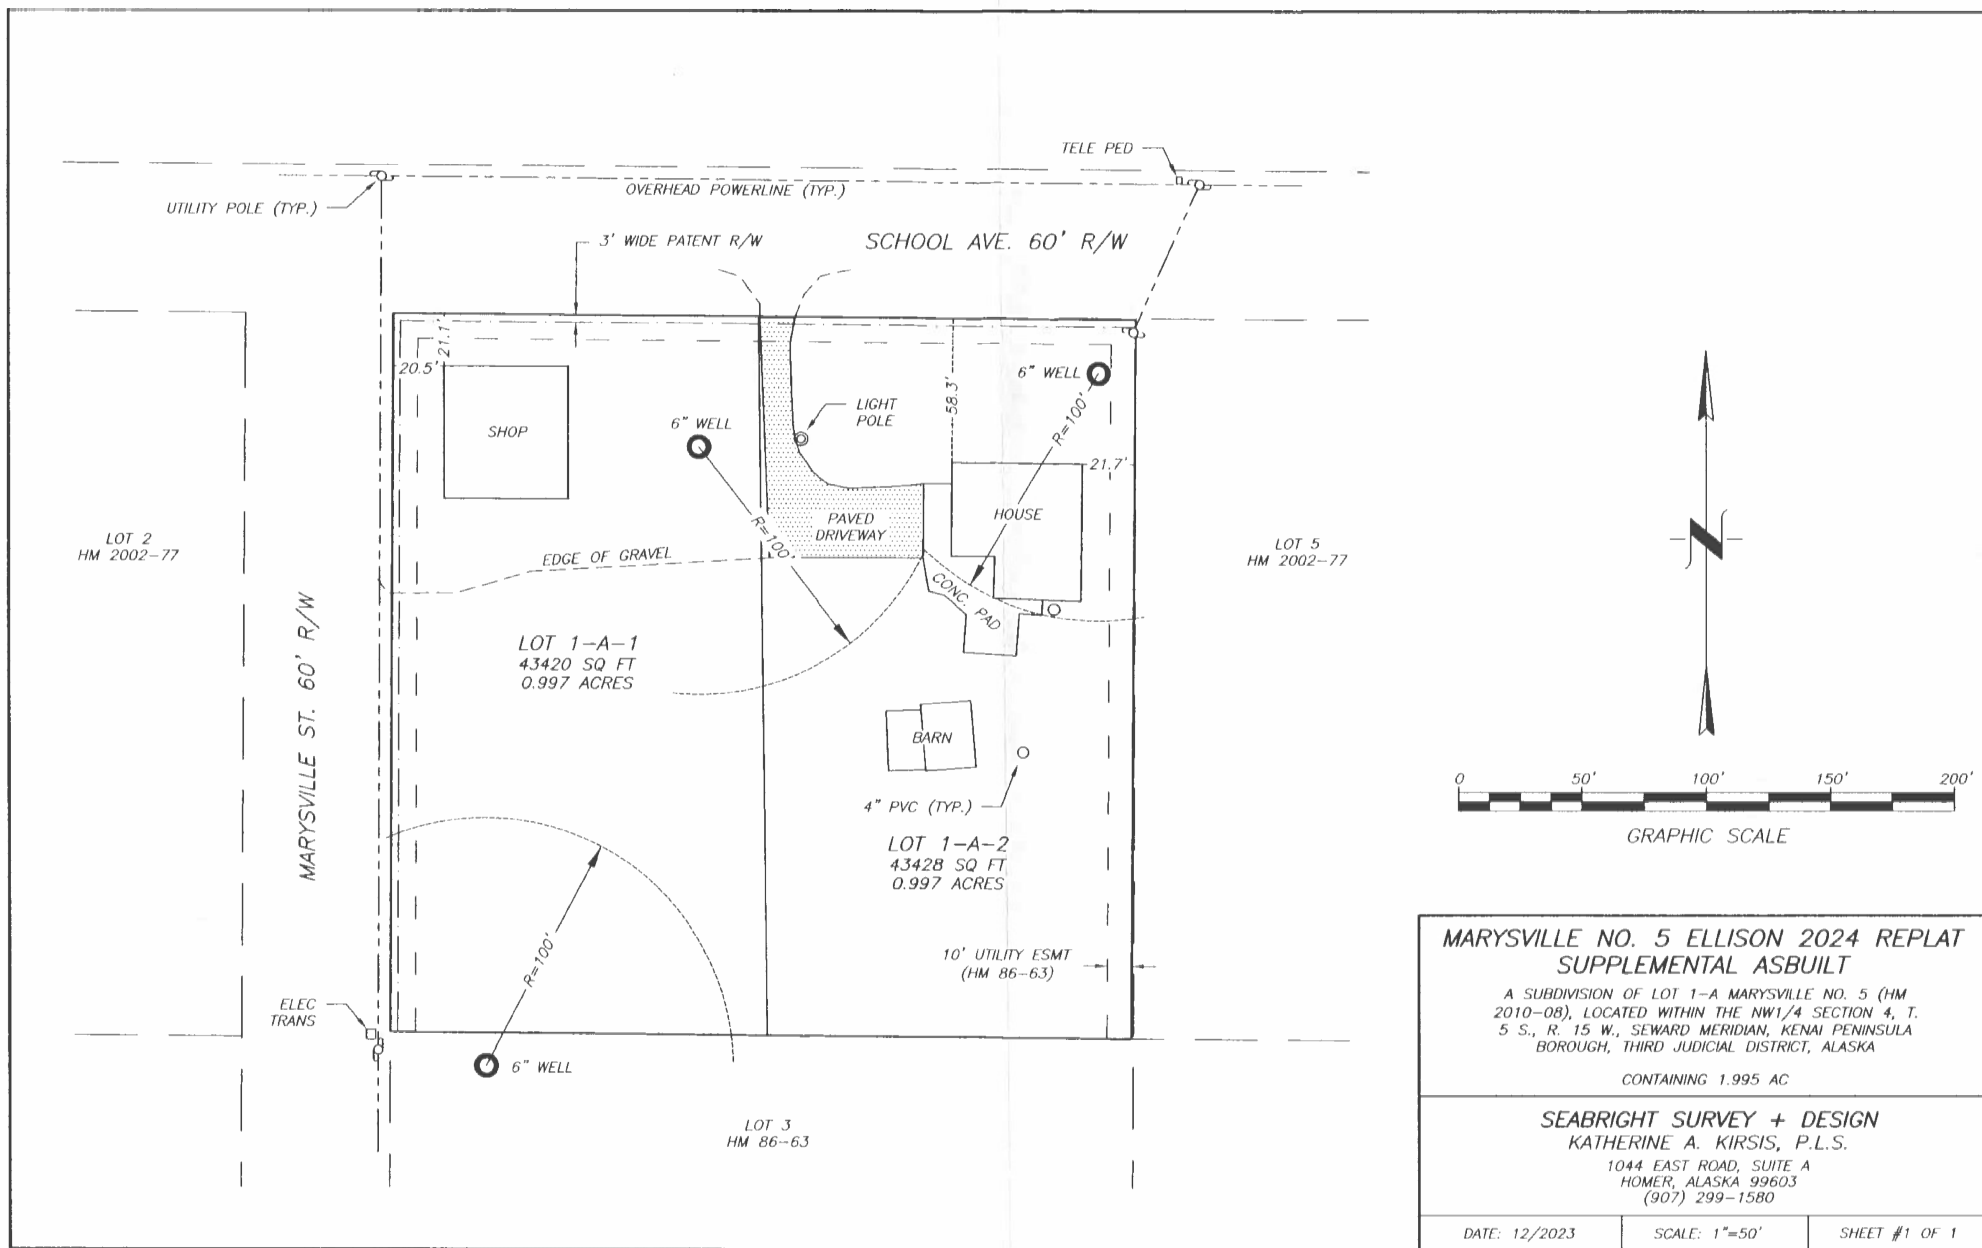 TELE PED
OVERHEAD POWERLINE (TYP.)
UTILITY POLE (TYP.)
3' WIDE PATENT R/W
SCHOOL AVE. 60' R/W
21.1'
20.5'
SHOP
6" WELL
LIGHT
POLE
58.3'
6" WELL
R=100'
21.7'
HOUSE
PAVED
DRIVEWAY
R=100'
EDGE OF GRAVEL
CONC. PAD
LOT 2
HM 2002-77
LOT 5
HM 2002-77
MARYSVILLE ST. 60' R/W
LOT 1-A-1
43420 SQ FT
0.997 ACRES
BARN
4" PVC (TYP.)
LOT 1-A-2
43428 SQ FT
0.997 ACRES
R=100'
10' UTILITY ESMT
(HM 86-63)
ELEC
TRANS
6" WELL
LOT 3
HM 86-63
N
0 50' 100' 150' 200'
GRAPHIC SCALE
MARYSVILLE NO. 5 ELLISON 2024 REPLAT
SUPPLEMENTAL ASBUILT
A SUBDIVISION OF LOT 1-A MARYSVILLE NO. 5 (HM
2010-08), LOCATED WITHIN THE NW1/4 SECTION 4, T.
5 S., R. 15 W., SEWARD MERIDIAN, KENAI PENINSULA
BOROUGH, THIRD JUDICIAL DISTRICT, ALASKA
CONTAINING 1.995 AC
SEABRIGHT SURVEY + DESIGN
KATHERINE A. KIRSIS, P.L.S.
1044 EAST ROAD, SUITE A
HOMER, ALASKA 99603
(907) 299-1580
DATE: 12/2023 SCALE: 1"=50' SHEET #1 OF 1